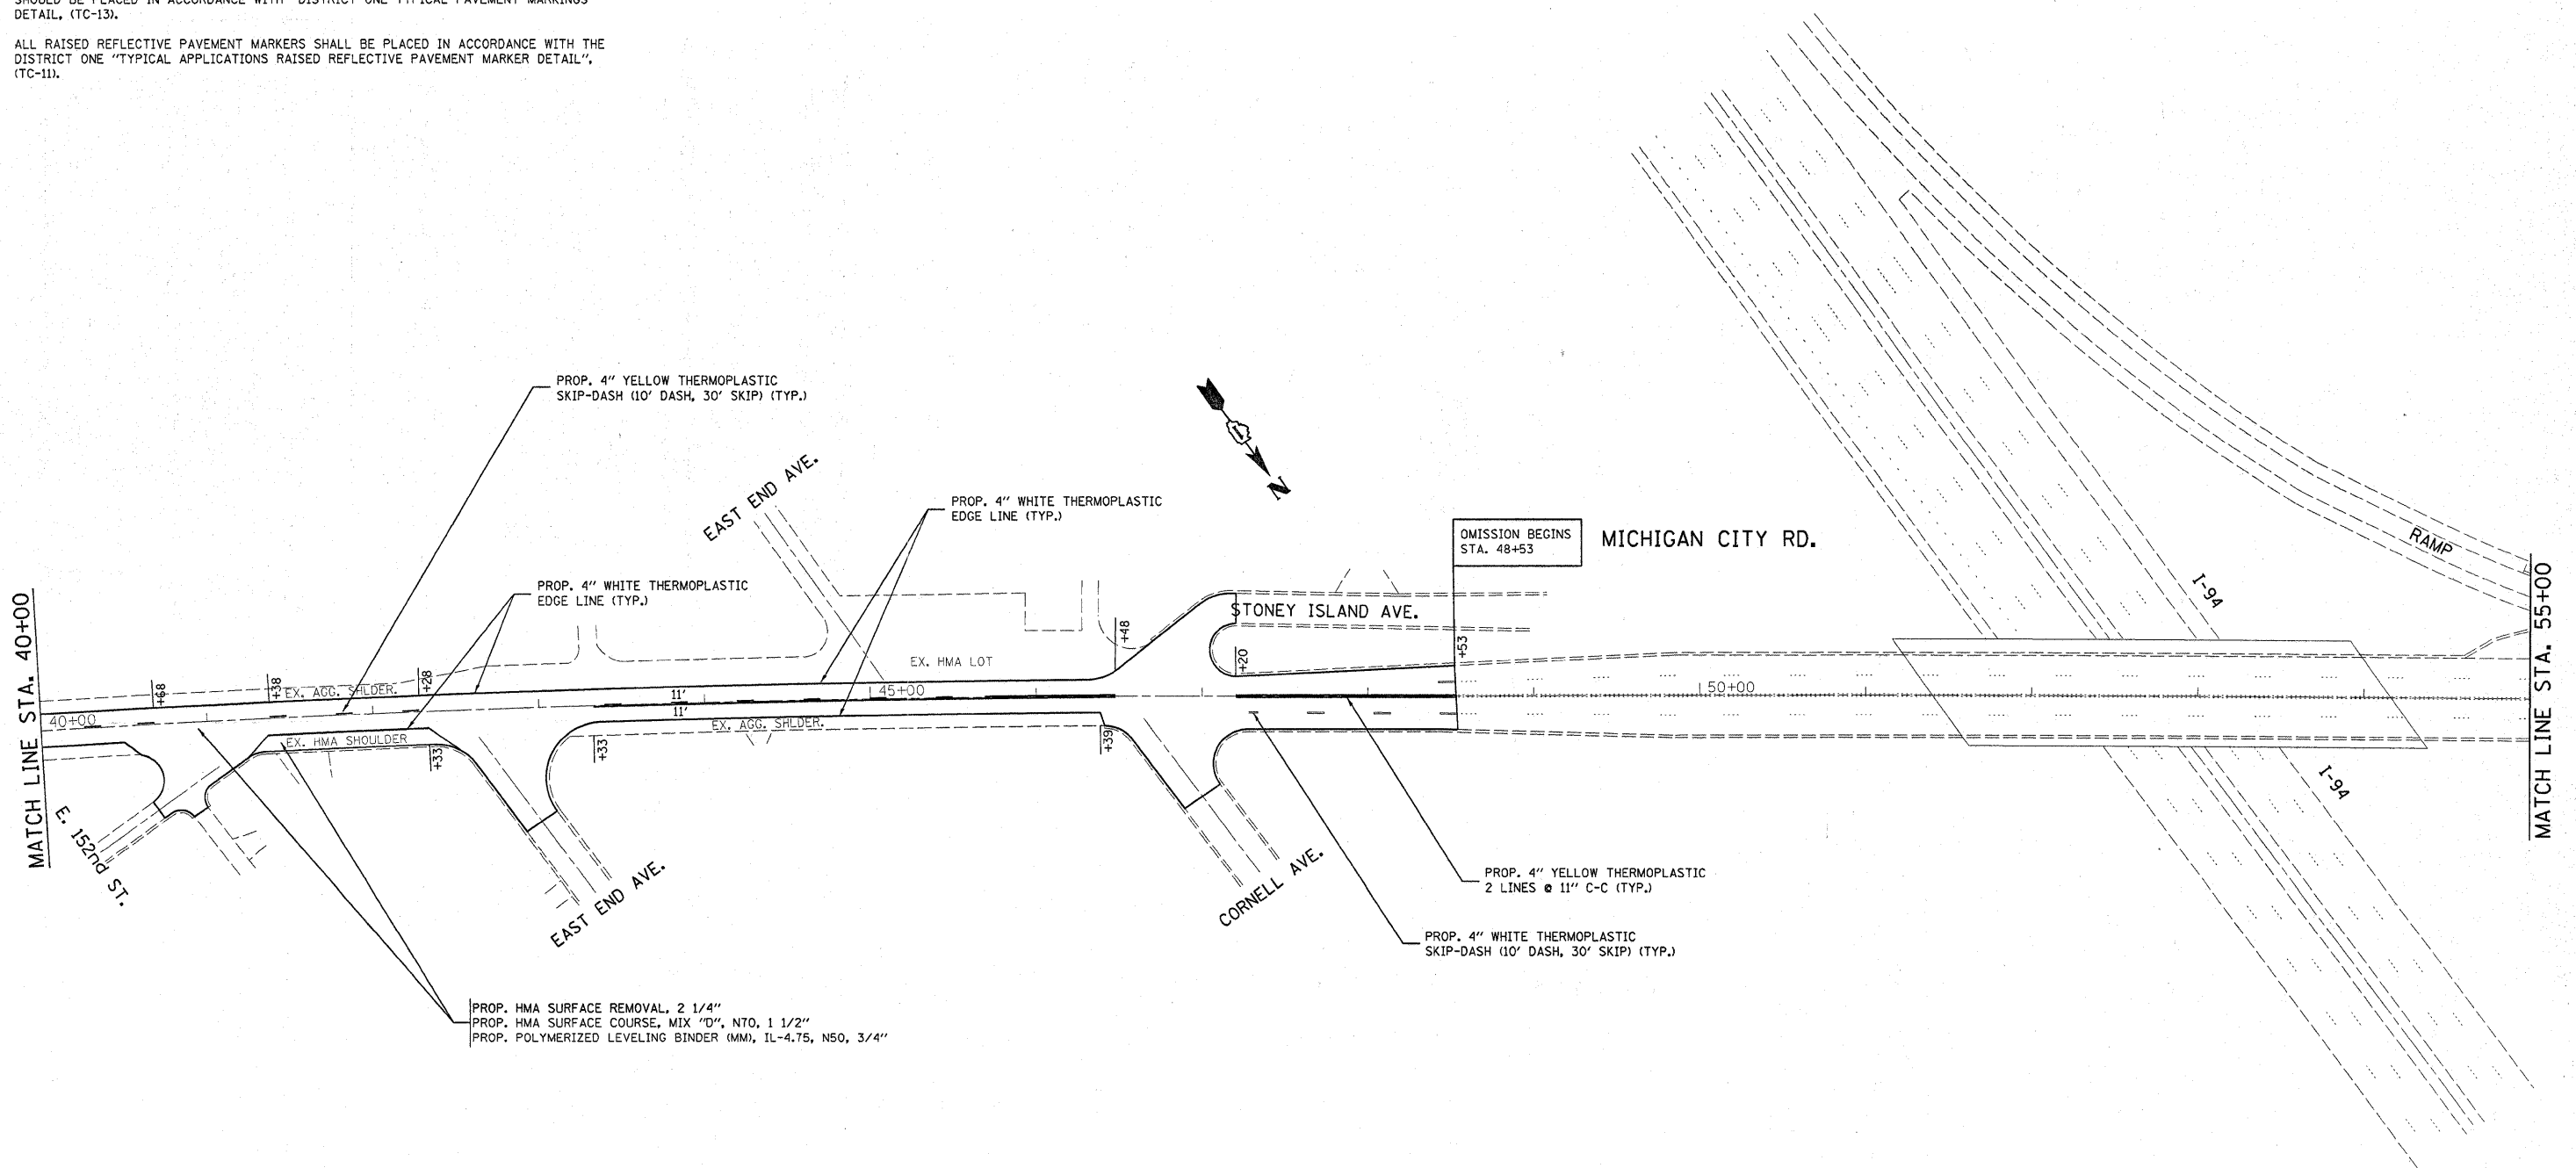 SHOULD BE PLACED IN ACCORDANCE WITH "DISTRICT ONE TYPICAL PAVEMENT MARKINGS"
DETAIL, (TC-13).
ALL RAISED REFLECTIVE PAVEMENT MARKERS SHALL BE PLACED IN ACCORDANCE WITH THE
DISTRICT ONE "TYPICAL APPLICATIONS RAISED REFLECTIVE PAVEMENT MARKER DETAIL",
(TC-11).
PROP. 4" YELLOW THERMOPLASTIC
SKIP-DASH (10' DASH, 30' SKIP) (TYP.)
EAST END AVE.
PROP. 4" WHITE THERMOPLASTIC
EDGE LINE (TYP.)
N
OMISSION BEGINS
STA. 48+53
MICHIGAN CITY RD.
RAMP
PROP. 4" WHITE THERMOPLASTIC
EDGE LINE (TYP.)
I-94
STONEY ISLAND AVE.
MATCH LINE STA. 40+00
MATCH LINE STA. 55+00
+68
+38
EX. AGG. SHLDER.
+28
11'
11'
EX. HMA LOT
45+00
+48
+20
+53
50+00
40+00
EX. HMA SHOULDER
+33
+33
EX. AGG. SHLDER.
+39
I-94
E. 152nd ST.
EAST END AVE.
CORNELL AVE.
PROP. 4" YELLOW THERMOPLASTIC
2 LINES @ 11" C-C (TYP.)
PROP. 4" WHITE THERMOPLASTIC
SKIP-DASH (10' DASH, 30' SKIP) (TYP.)
PROP. HMA SURFACE REMOVAL, 2 1/4"
PROP. HMA SURFACE COURSE, MIX "D", N70, 1 1/2"
PROP. POLYMERIZED LEVELING BINDER (MM), IL-4.75, N50, 3/4"